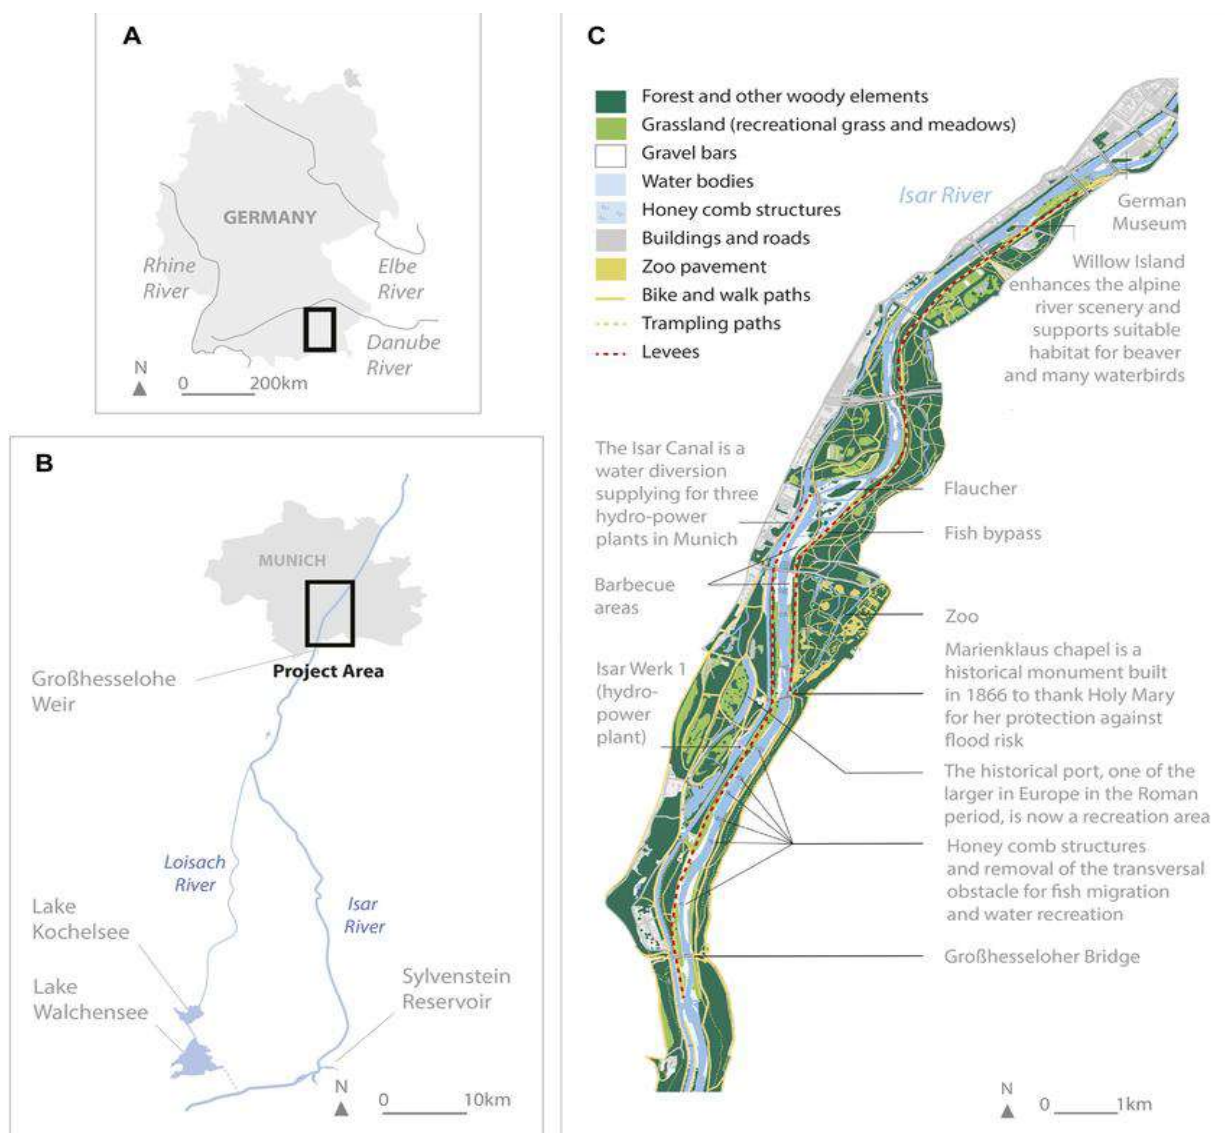 A
GERMANY
Rhine
River
Elbe
River
Danube
River
N
0 200km
B
MUNICH
Project Area
Großhesselohe
Weir
Loisach
River
Isar
River
Lake
Kochelsee
Lake
Walchensee
Sylvenstein
Reservoir
N
0 10km
C
Forest and other woody elements
Grassland (recreational grass and meadows)
Gravel bars
Water bodies
Honey comb structures
Buildings and roads
Zoo pavement
Bike and walk paths
Trampling paths
Levees
Isar River
German
Museum
Willow Island
enhances the alpine
river scenery and
supports suitable
habitat for beaver
and many waterbirds
The Isar Canal is a
water diversion
supplying for three
hydro-power
plants in Munich
Flaucher
Fish bypass
Barbecue
areas
Zoo
Isar Werk 1
(hydro-
power
plant)
Marienklaus chapel is a
historical monument built
in 1866 to thank Holy Mary
for her protection against
flood risk
The historical port, one of the
larger in Europe in the Roman
period, is now a recreation area
Honey comb structures
and removal of the transversal
obstacle for fish migration
and water recreation
Großhesseloher Bridge
N
0 1km